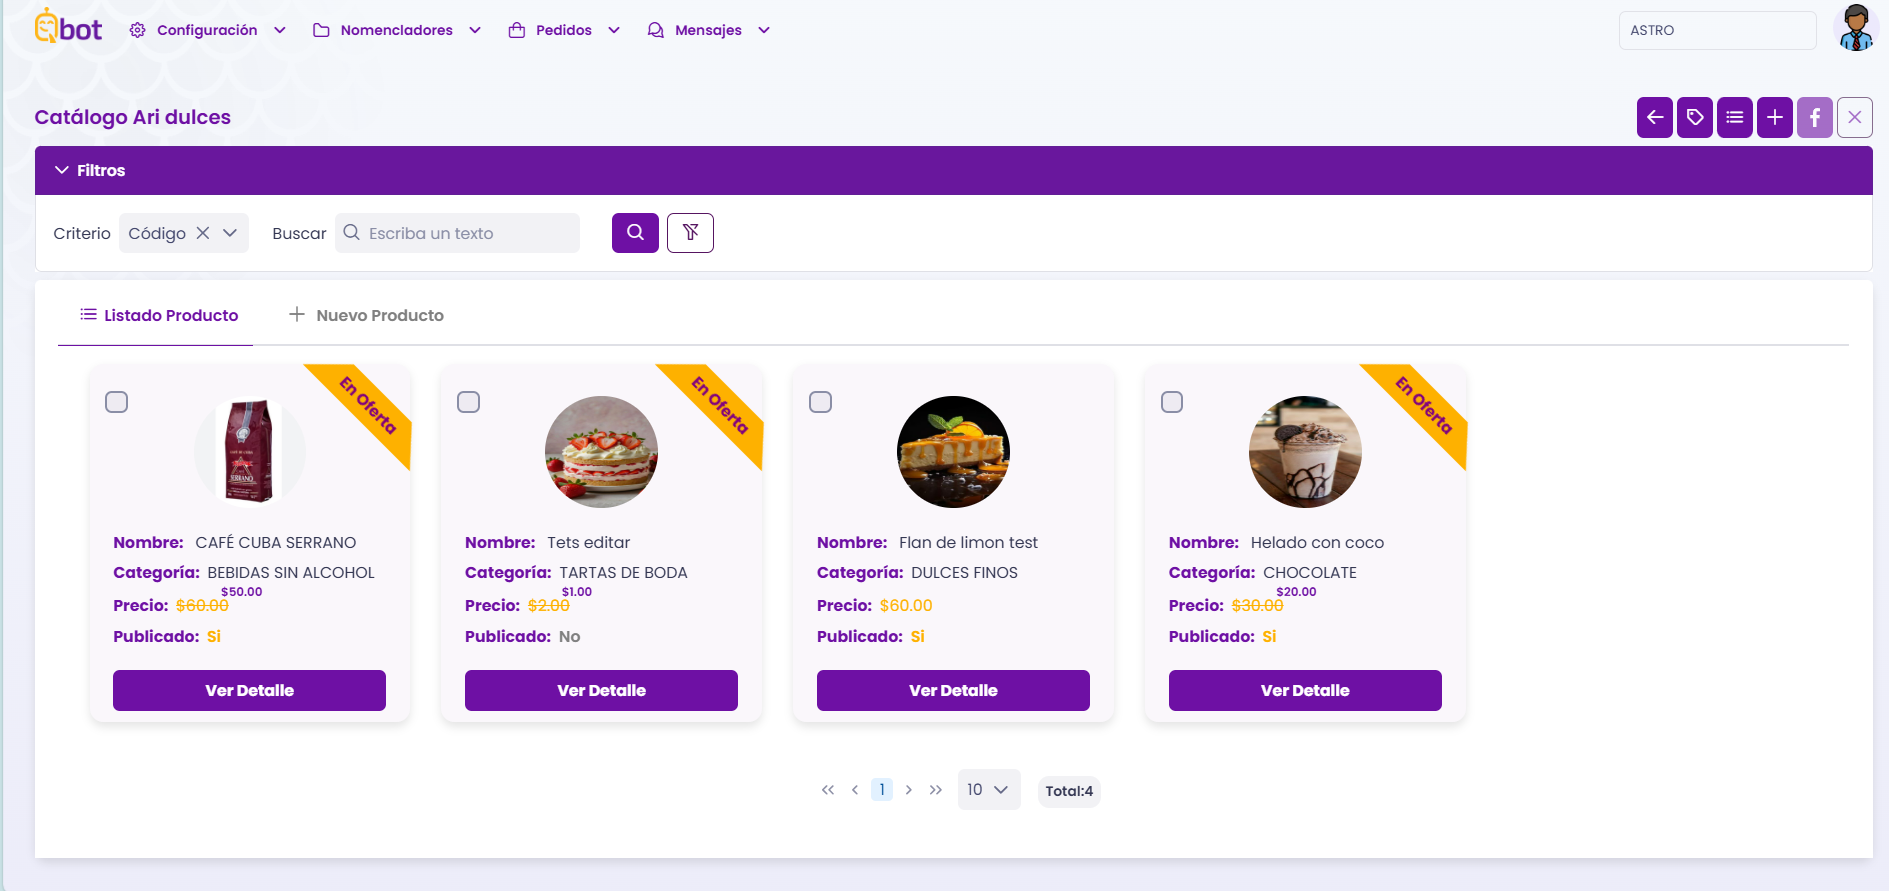 Qbot
Configuración
Nomencladores
Pedidos
Mensajes
ASTRO
Catálogo Ari dulces
Filtros
Criterio
Código
Buscar
Escriba un texto
Listado Producto
Nuevo Producto
En Oferta
SERRANO
Nombre: CAFÉ CUBA SERRANO
Categoría: BEBIDAS SIN ALCOHOL
Precio: $60.00 $50.00
Publicado: Si
Ver Detalle
En Oferta
Nombre: Tets editar
Categoría: TARTAS DE BODA
Precio: $2.00 $1.00
Publicado: No
Ver Detalle
Nombre: Flan de limon test
Categoría: DULCES FINOS
Precio: $60.00
Publicado: Si
Ver Detalle
En Oferta
Nombre: Helado con coco
Categoría: CHOCOLATE
Precio: $30.00 $20.00
Publicado: Si
Ver Detalle
1
10
Total:4